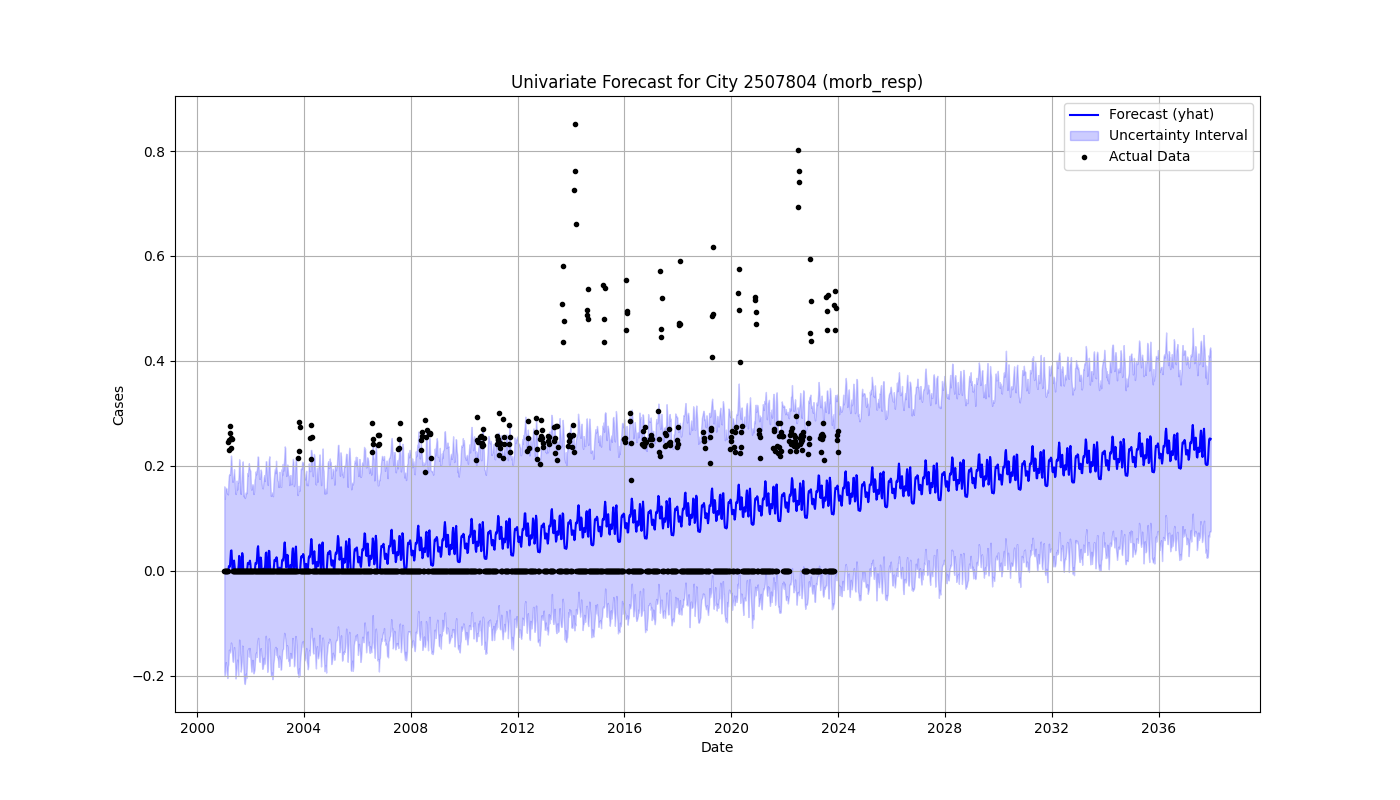 Univariate Forecast for City 2507804 (morb_resp)
Forecast (yhat)
Uncertainty Interval
Actual Data
Cases
0.8
0.6
0.4
0.2
0.0
−0.2
2000
2004
2008
2012
2016
2020
2024
2028
2032
2036
Date